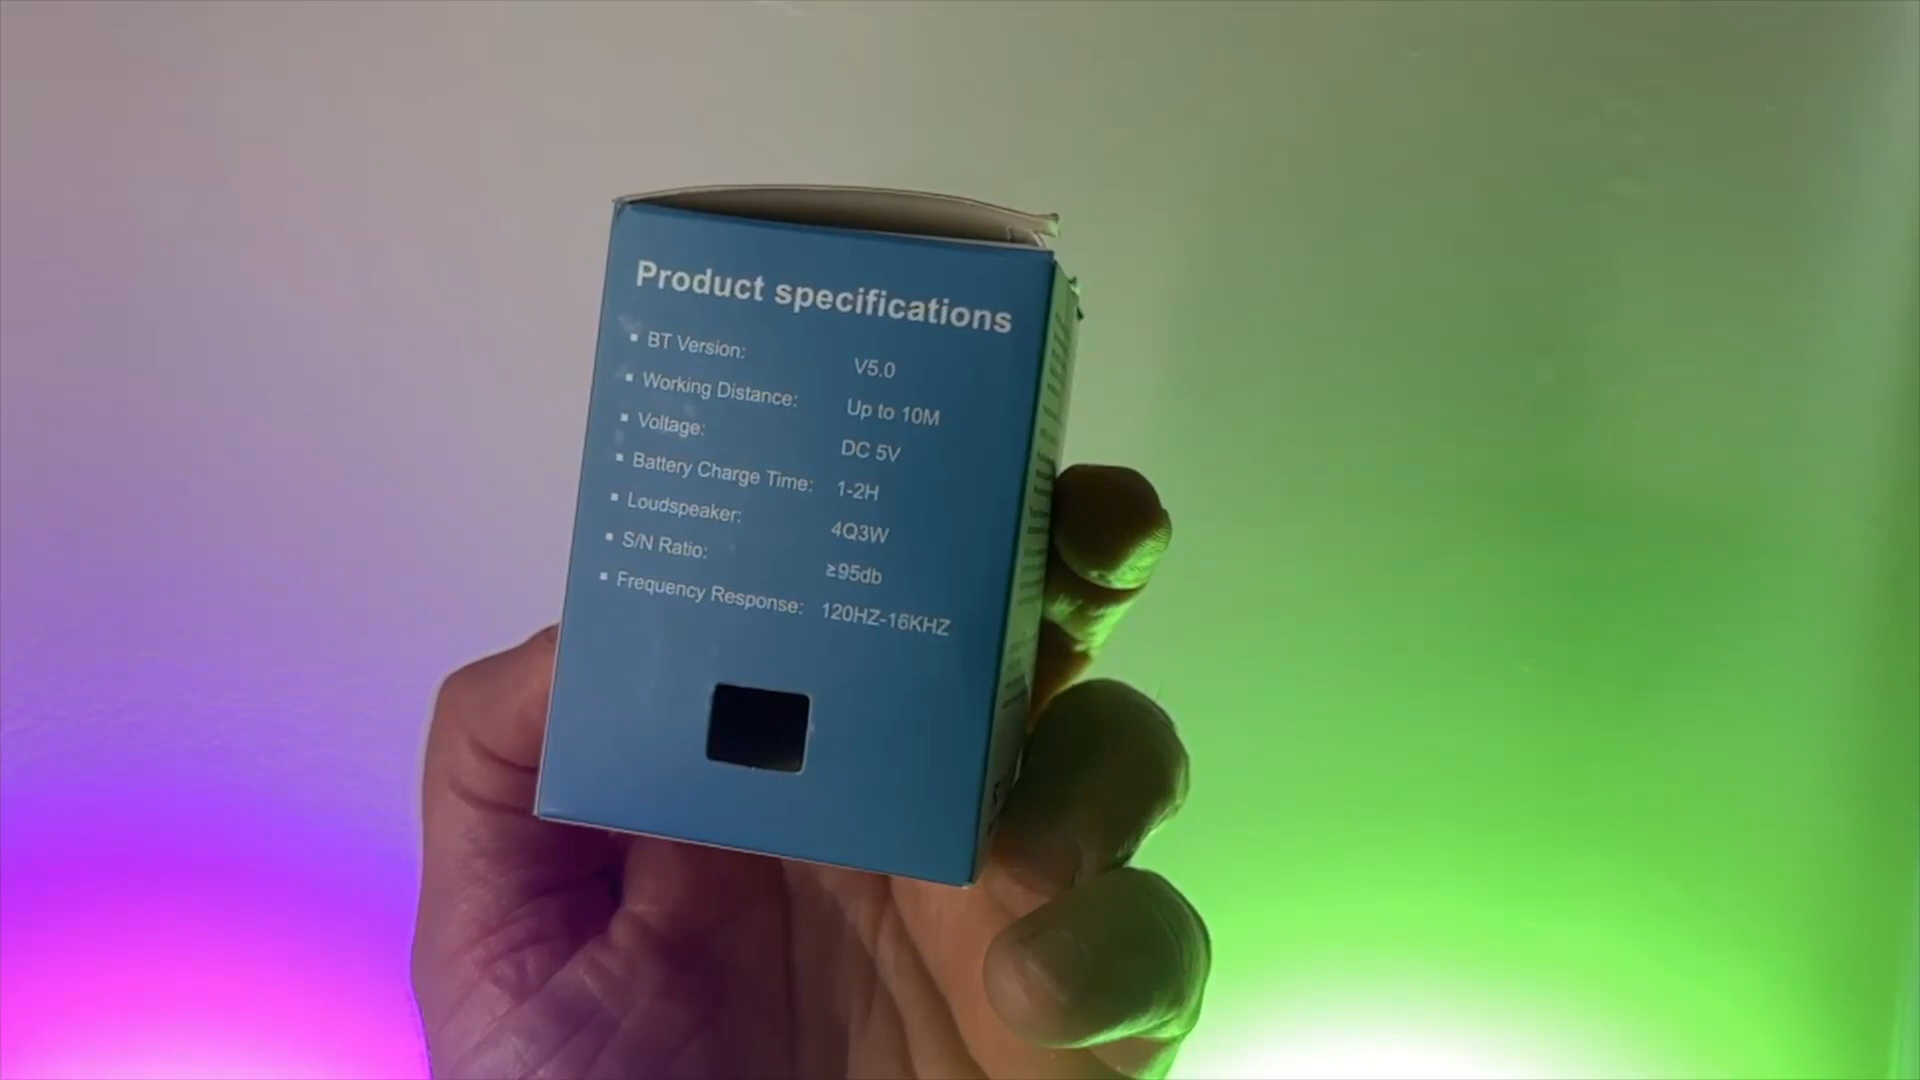 Product specifications
▪ BT Version: V5.0
▪ Working Distance: Up to 10M
▪ Voltage: DC 5V
▪ Battery Charge Time: 1-2H
▪ Loudspeaker: 4Q3W
▪ S/N Ratio: ≥95db
▪ Frequency Response: 120HZ-16KHZ